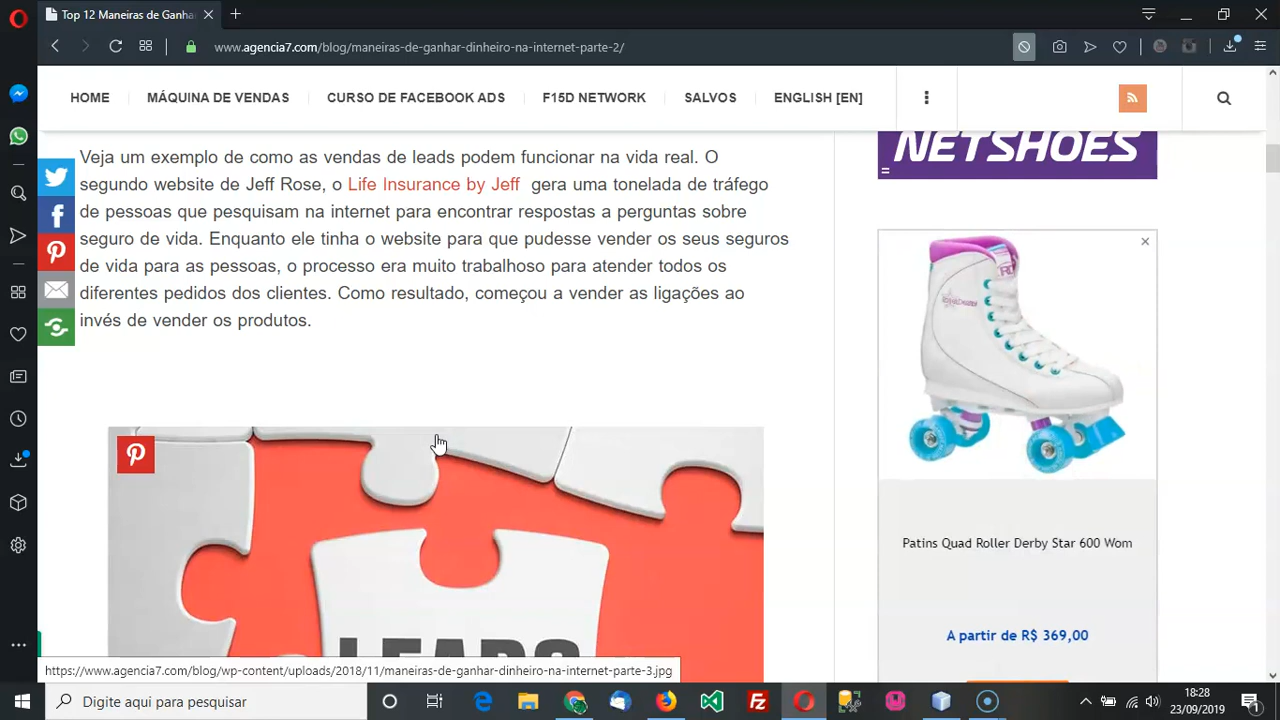 Top 12 Maneiras de Ganha
www.agencia7.com/blog/maneiras-de-ganhar-dinheiro-na-internet-parte-2/
HOME
MÁQUINA DE VENDAS
CURSO DE FACEBOOK ADS
F15D NETWORK
SALVOS
ENGLISH [EN]
Veja um exemplo de como as vendas de leads podem funcionar na vida real. O
segundo website de Jeff Rose, o Life Insurance by Jeff gera uma tonelada de tráfego
de pessoas que pesquisam na internet para encontrar respostas a perguntas sobre
seguro de vida. Enquanto ele tinha o website para que pudesse vender os seus seguros
de vida para as pessoas, o processo era muito trabalhoso para atender todos os
diferentes pedidos dos clientes. Como resultado, começou a vender as ligações ao
invés de vender os produtos.
LEADS
NETSHOES
Patins Quad Roller Derby Star 600 Wom
A partir de R$ 369,00
https://www.agencia7.com/blog/wp-content/uploads/2018/11/maneiras-de-ganhar-dinheiro-na-internet-parte-3.jpg
Digite aqui para pesquisar
18:28
23/09/2019
1